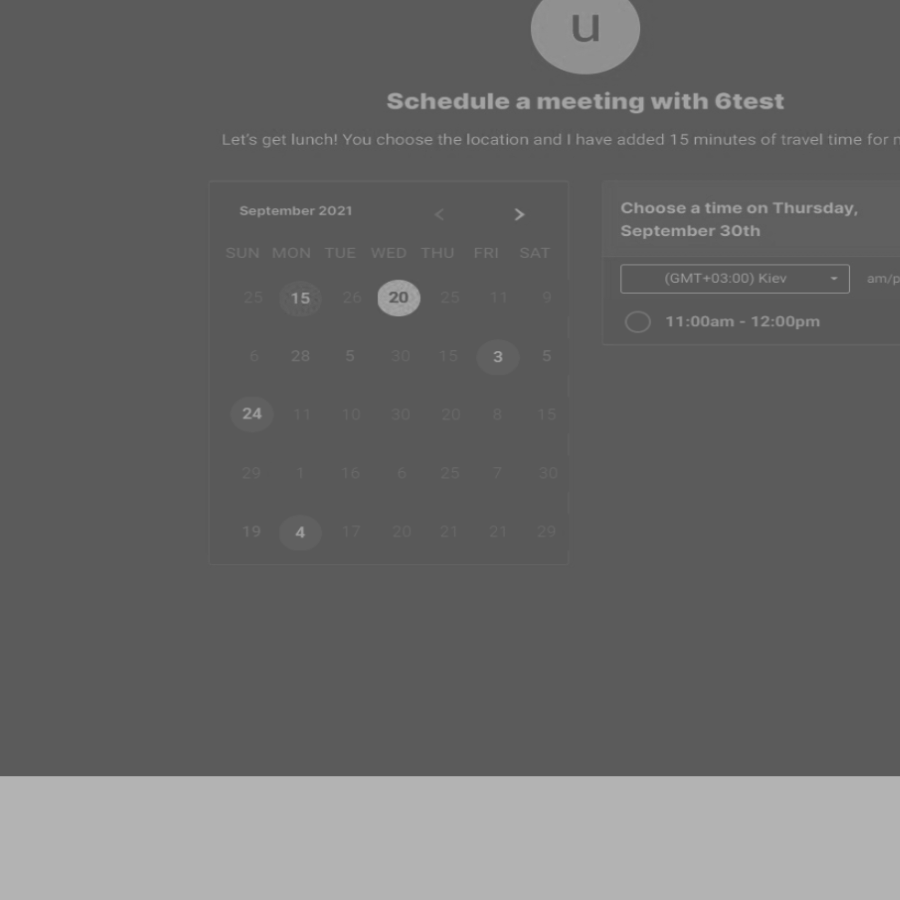 u
Schedule a meeting with 6test
Let's get lunch! You choose the location and I have added 15 minutes of travel time for
September 2021
SUN MON TUE WED THU FRI SAT
25 15 26 20 25 11 9
6 28 5 30 15 3 5
24 11 10 30 20 8 15
29 1 16 6 25 7 30
19 4 17 20 21 21 29
Choose a time on Thursday,
September 30th
(GMT+03:00) Kiev am/p
11:00am - 12:00pm